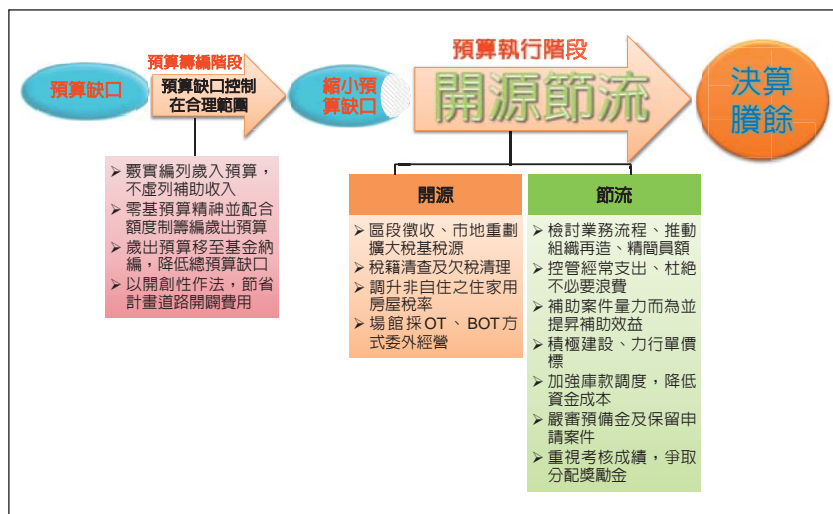 預算缺口
預算籌編階段
預算缺口控制
在合理範圍
縮小預
算缺口
預算執行階段
開源節流
決算
賸餘
➢ 覈實編列歲入預算，
不虛列補助收入
➢ 零基預算精神並配合
額度制籌編歲出預算
➢ 歲出預算移至基金納
編，降低總預算缺口
➢ 以開創性作法，節省
計畫道路開闢費用
開源
➢ 區段徵收、市地重劃
擴大稅基稅源
➢ 稅籍清查及欠稅清理
➢ 調升非自住之住家用
房屋稅率
➢ 場館採OT、BOT方
式委外經營
節流
➢ 檢討業務流程、推動
組織再造、精簡員額
➢ 控管經常支出、杜絕
不必要浪費
➢ 補助案件量力而為並
提昇補助效益
➢ 積極建設、力行單價
標
➢ 加強庫款調度，降低
資金成本
➢ 嚴審預備金及保留申
請案件
➢ 重視考核成績，爭取
分配獎勵金